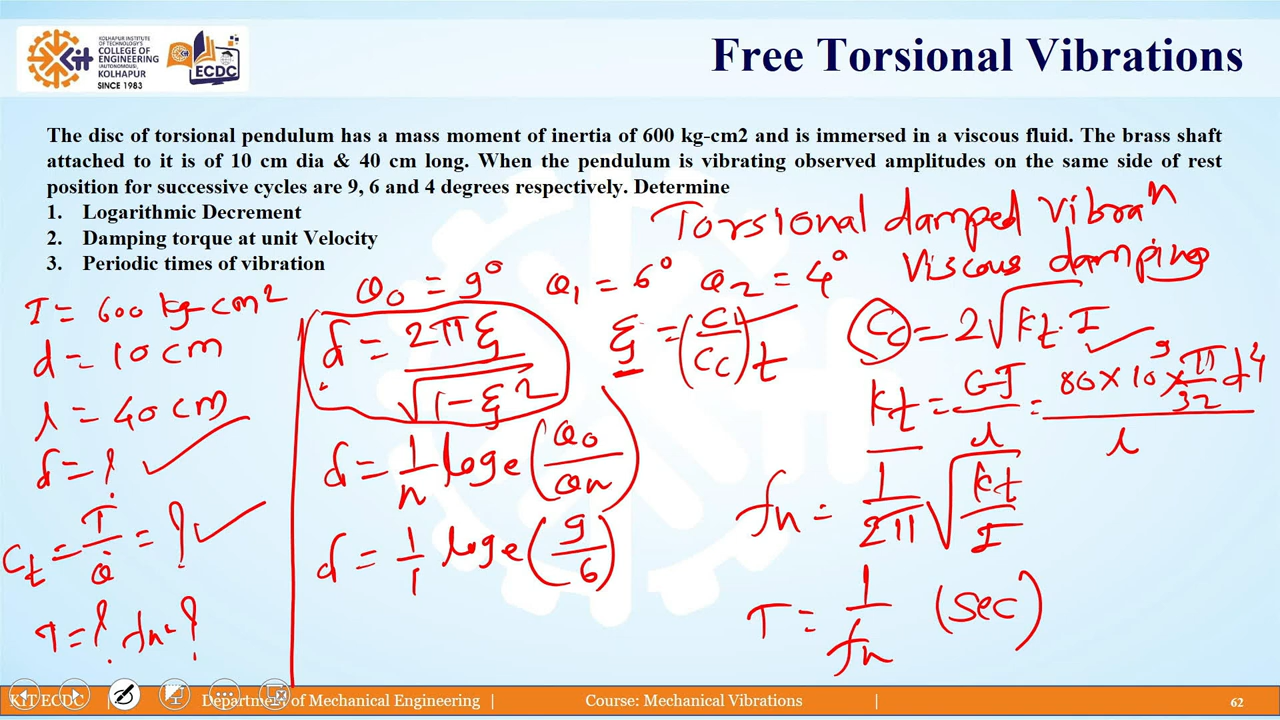 KOLHAPUR INSTITUTE
OF TECHNOLOGY'S
COLLEGE OF
ENGINEERING
(AUTONOMOUS),
KOLHAPUR
SINCE 1983
Kit
ECDC
Free Torsional Vibrations
The disc of torsional pendulum has a mass moment of inertia of 600 kg-cm2 and is immersed in a viscous fluid. The brass shaft
attached to it is of 10 cm dia & 40 cm long. When the pendulum is vibrating observed amplitudes on the same side of rest
position for successive cycles are 9, 6 and 4 degrees respectively. Determine
1. Logarithmic Decrement
2. Damping torque at unit Velocity
3. Periodic times of vibration
Torsional damped vibraⁿ
Viscous damping
I = 600 kg-cm²
d = 10 cm
l = 40 cm
δ = ?
C_t = T/θ̇ = ?
T = ? fn = ?
θ₀ = 9° θ₁ = 6° θ₂ = 4°
δ = 2πξ / √(1-ξ²)
δ = 1/n loge (θ₀/θn)
δ = 1/1 loge (9/6)
ξ = (C/Cc)t
Cc = 2√(kt·I)
kt = GJ/l = 80×10⁹×π/32 d⁴ / l
fn = 1/2π √(kt/I)
T = 1/fn (sec)
KIT ECDC | Department of Mechanical Engineering | Course: Mechanical Vibrations | 62